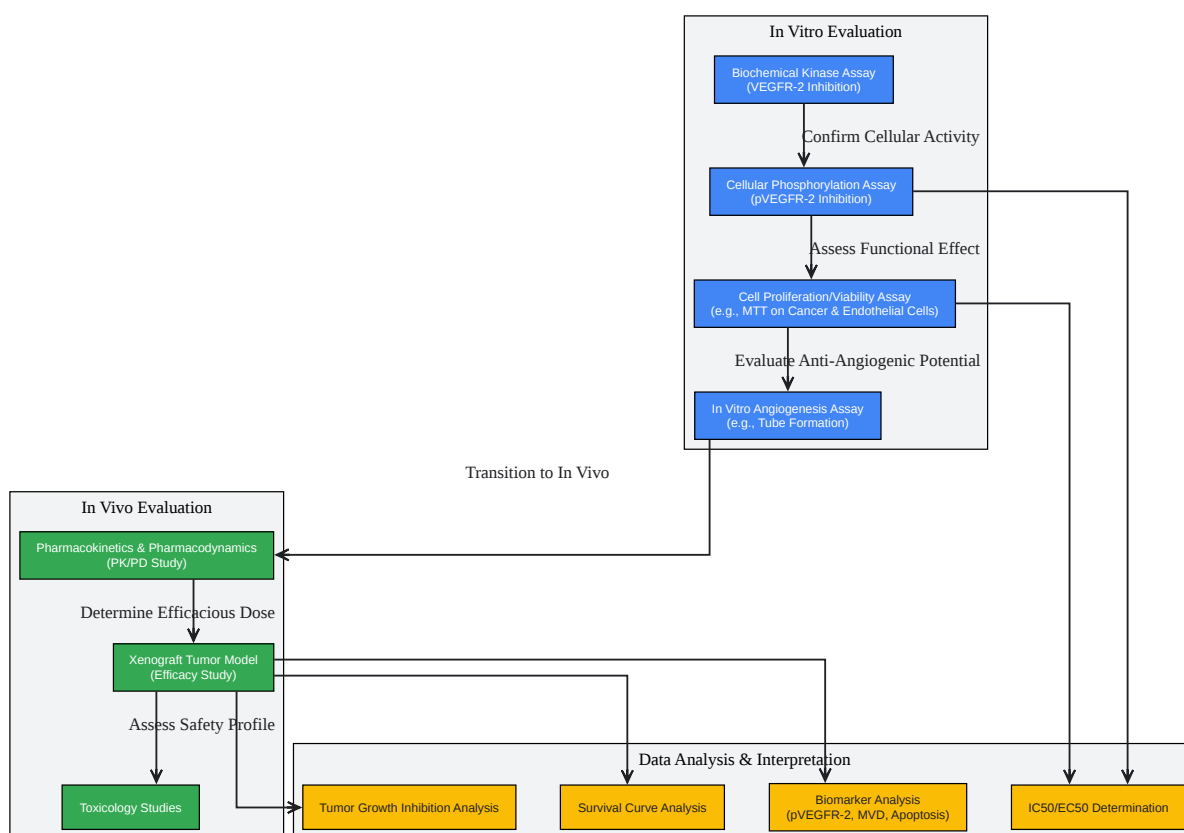 In Vitro Evaluation
Biochemical Kinase Assay
(VEGFR-2 Inhibition)
Confirm Cellular Activity
Cellular Phosphorylation Assay
(pVEGFR-2 Inhibition)
Assess Functional Effect
Cell Proliferation/Viability Assay
(e.g., MTT on Cancer & Endothelial Cells)
Evaluate Anti-Angiogenic Potential
In Vitro Angiogenesis Assay
(e.g., Tube Formation)
Transition to In Vivo
In Vivo Evaluation
Pharmacokinetics & Pharmacodynamics
(PK/PD Study)
Determine Efficacious Dose
Xenograft Tumor Model
(Efficacy Study)
Assess Safety Profile
Toxicology Studies
Data Analysis & Interpretation
Tumor Growth Inhibition Analysis
Survival Curve Analysis
Biomarker Analysis
(pVEGFR-2, MVD, Apoptosis)
IC50/EC50 Determination